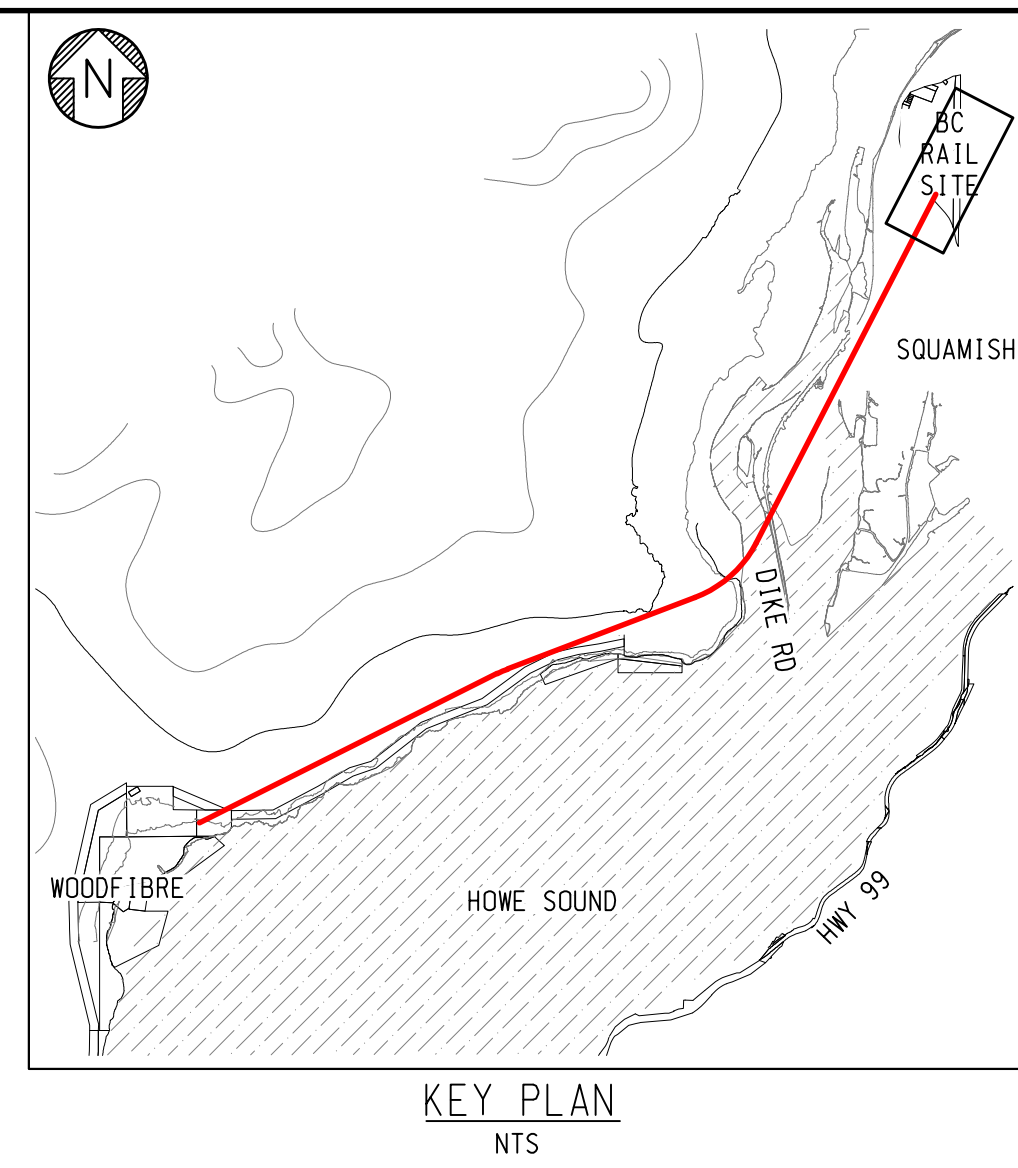 N
BC
RAIL
SITE
SQUAMISH
DIKE RD
WOODFIBRE
HOWE SOUND
HWY 99
KEY PLAN
NTS